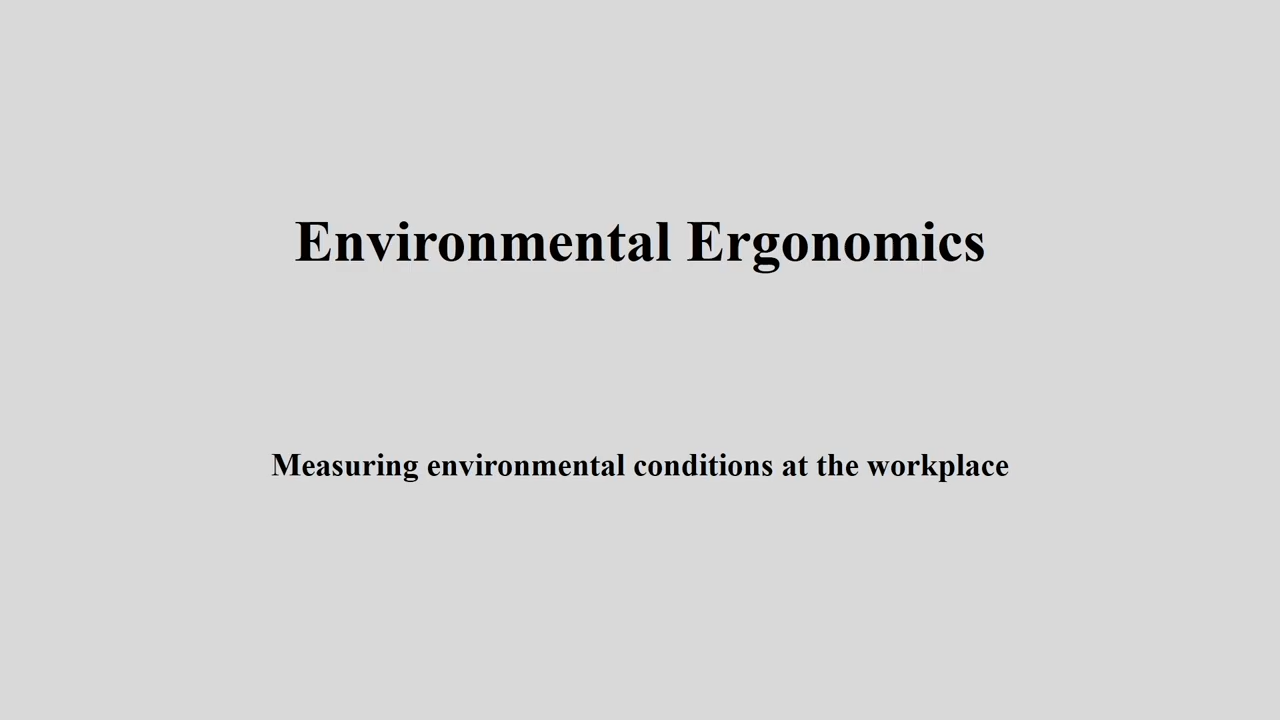 Environmental Ergonomics
Measuring environmental conditions at the workplace